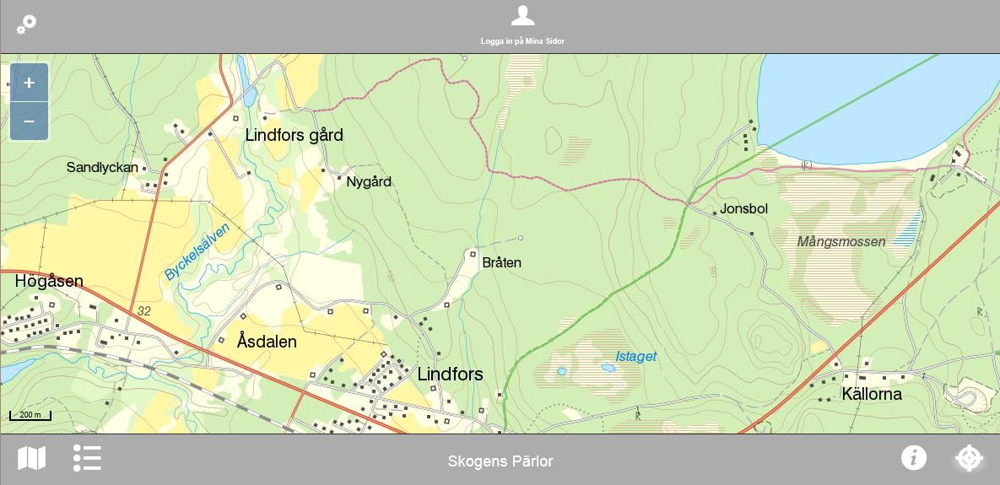 Logga in på Mina Sidor
+
−
Lindfors gård
Sandlyckan
Nygård
Byckelsälven
(k)
Jonsbol
Mångsmossen
Bråten
185
Högåsen
32
Åsdalen
Istaget
Lindfors
Källorna
R
R
200 m
Skogens Pärlor
i